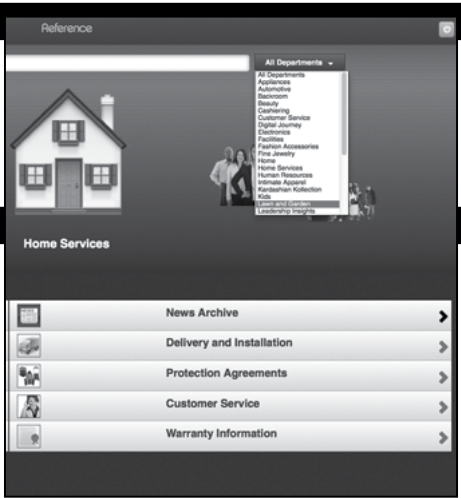 Reference
All Departments
All Departments
Appliances
Automotive
Backroom
Beauty
Cashiering
Customer Service
Digital Journey
Electronics
Facilities
Fashion Accessories
Fine Jewelry
Home
Home Services
Human Resources
Intimate Apparel
Kardashian Kollection
Kids
Lawn and Garden
Leadership Insights
Home Services
News Archive
Delivery and Installation
Protection Agreements
Customer Service
Warranty Information